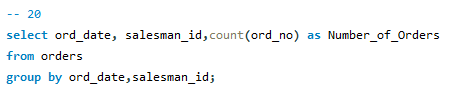 -- 20
select ord_date, salesman_id,count(ord_no) as Number_of_Orders
from orders
group by ord_date,salesman_id;